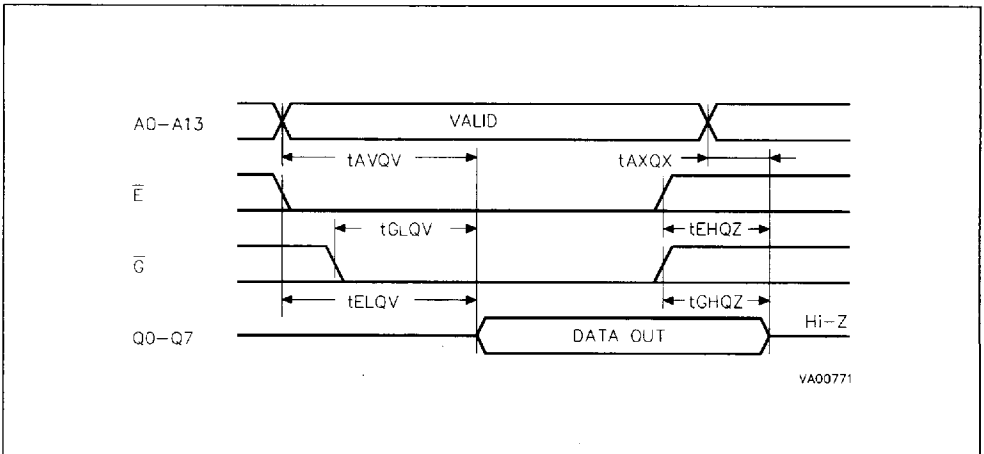 A0-A13
VALID
tAVQV
tAXQX
E
tGLQV
tEHQZ
G
tELQV
tGHQZ
Q0-Q7
DATA OUT
Hi-Z
VA00771